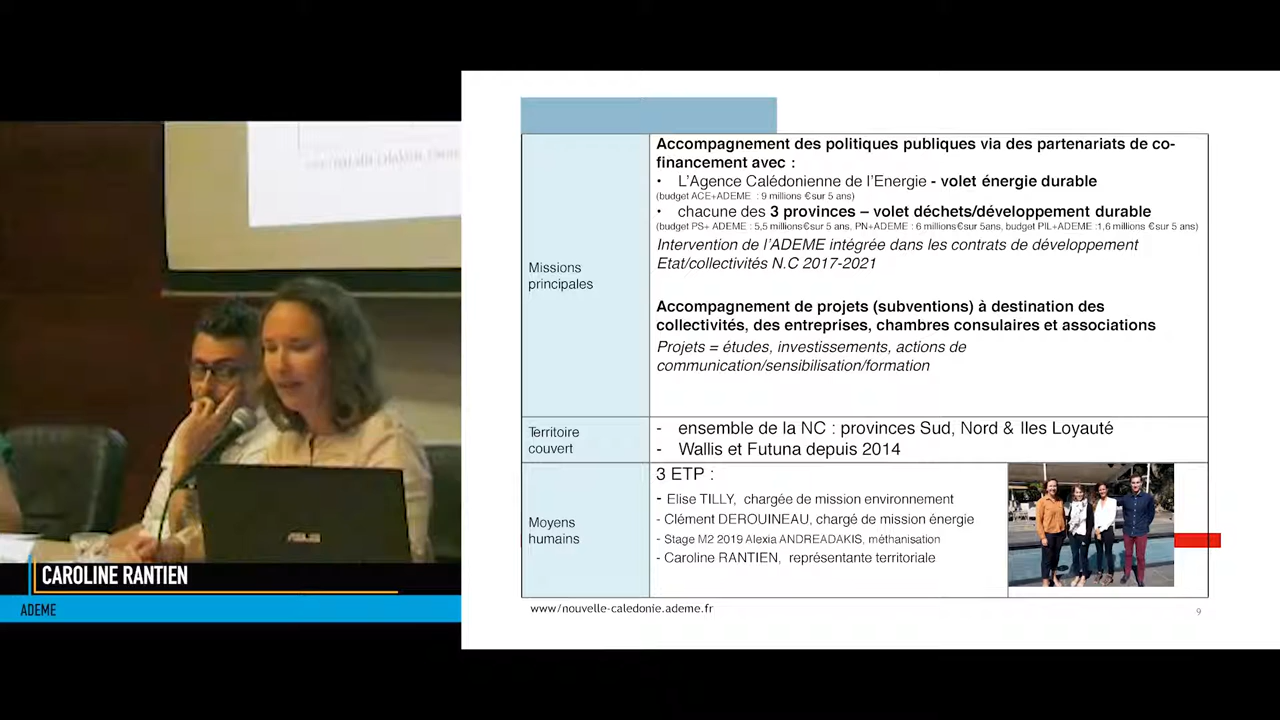 Accompagnement des politiques publiques via des partenariats de co-
financement avec :
• L'Agence Calédonienne de l'Energie - volet énergie durable
(budget ACE+ADEME : 9 millions €sur 5 ans)
• chacune des 3 provinces – volet déchets/développement durable
(budget PS+ ADEME : 5,5 millions€sur 5 ans, PN+ADEME : 6 millions€sur 5ans, budget PIL+ADEME :1,6 millions €sur 5 ans)
Intervention de l'ADEME intégrée dans les contrats de développement
Etat/collectivités N.C 2017-2021
Missions
principales
Accompagnement de projets (subventions) à destination des
collectivités, des entreprises, chambres consulaires et associations
Projets = études, investissements, actions de
communication/sensibilisation/formation
Territoire
couvert
- ensemble de la NC : provinces Sud, Nord & Iles Loyauté
- Wallis et Futuna depuis 2014
Moyens
humains
3 ETP :
- Elise TILLY, chargée de mission environnement
- Clément DEROUINEAU, chargé de mission énergie
- Stage M2 2019 Alexia ANDREADAKIS, méthanisation
- Caroline RANTIEN, représentante territoriale
www/nouvelle-caledonie.ademe.fr
9
ASUS
CAROLINE RANTIEN
ADEME